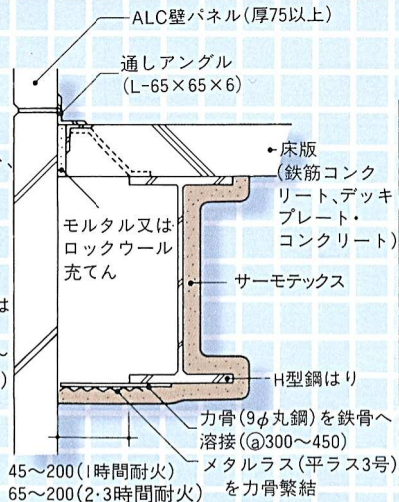 ALC壁パネル(厚75以上)
通しアングル
(L-65×65×6)
床版
(鉄筋コンク
リート、デッキ
プレート・
コンクリート)
モルタル又は
ロックウール
充てん
サーモテックス
は
～
)
H型鋼はり
力骨(9φ丸鋼)を鉄骨へ
溶接(@300～450)
メタルラス(平ラス3号)
を力骨緊結
45～200(1時間耐火)
65～200(2・3時間耐火)